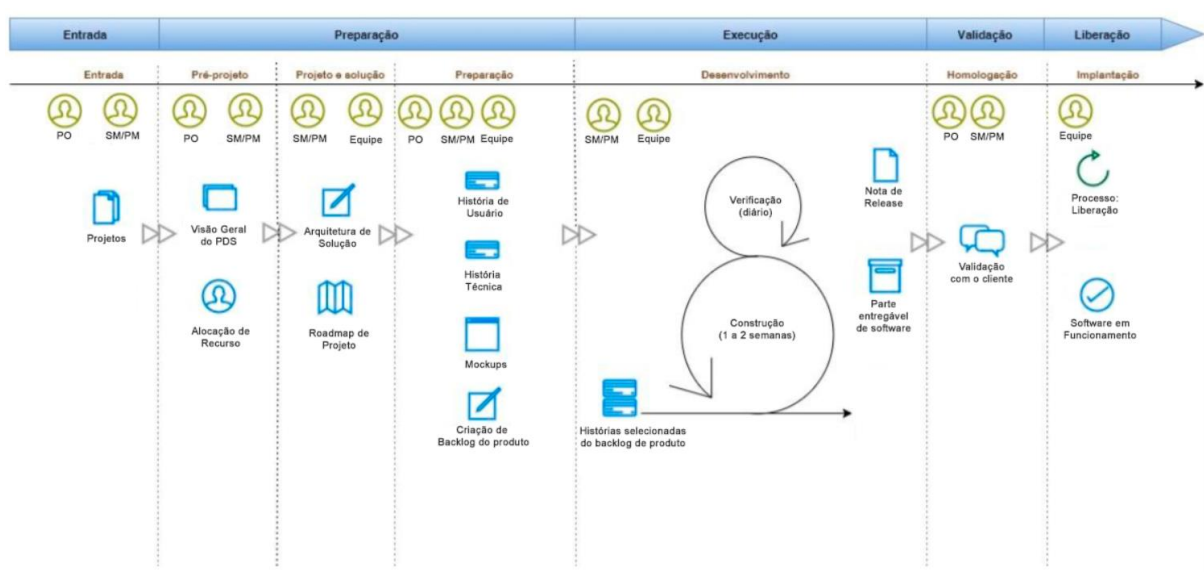 Entrada
Preparação
Execução
Validação
Liberação
Entrada
Pré-projeto
Projeto e solução
Preparação
Desenvolvimento
Homologação
Implantação
PO
SM/PM
PO
SM/PM
SM/PM
Equipe
PO
SM/PM
Equipe
SM/PM
Equipe
PO
SM/PM
Equipe
Projetos
Visão Geral
do PDS
Alocação de
Recurso
Arquitetura de
Solução
Roadmap de
Projeto
História de
Usuário
História
Técnica
Mockups
Criação de
Backlog do produto
Histórias selecionadas
do backlog de produto
Verificação
(diário)
Construção
(1 a 2 semanas)
Nota de
Release
Parte
entregável
de software
Validação
com o cliente
Processo:
Liberação
Software em
Funcionamento